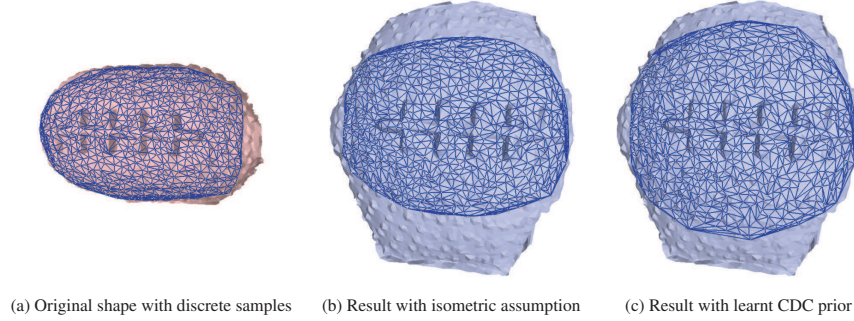 (a) Original shape with discrete samples
(b) Result with isometric assumption
(c) Result with learnt CDC prior